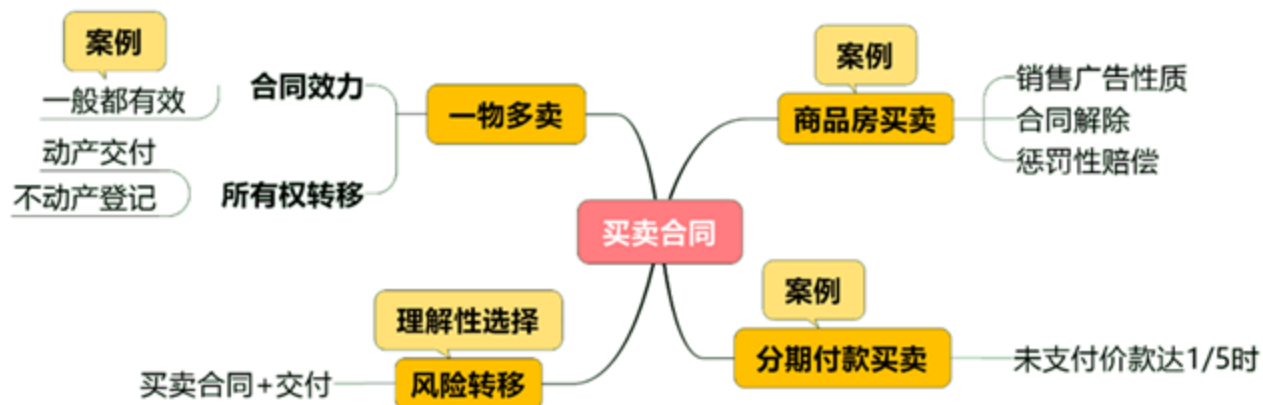 买卖合同
案例
一物多卖
合同效力
一般都有效
所有权转移
动产交付
不动产登记
理解性选择
风险转移
买卖合同+交付
案例
商品房买卖
销售广告性质
合同解除
惩罚性赔偿
案例
分期付款买卖
未支付价款达1/5时